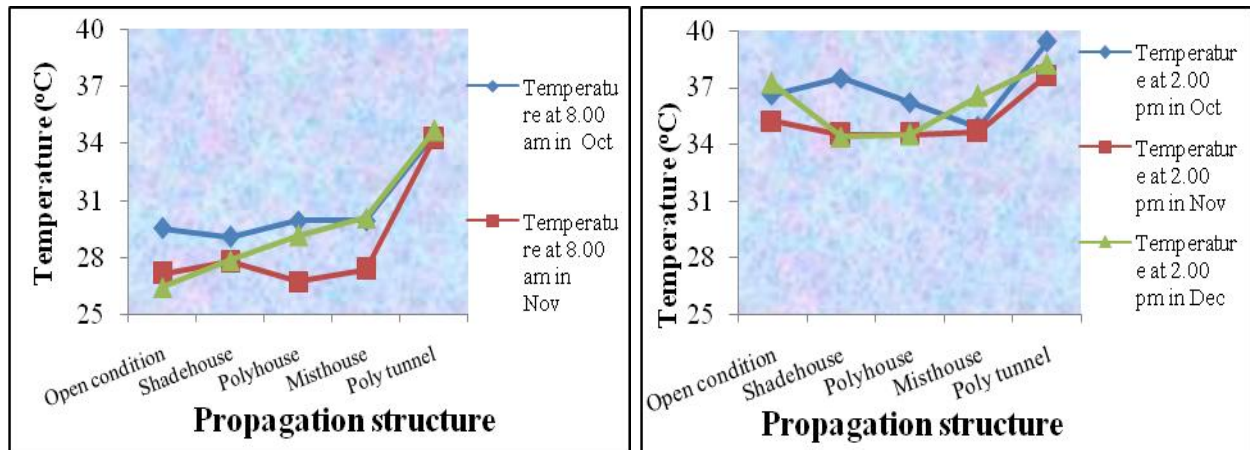 40
37
34
31
28
25
Temperature (ºC)
Open condition
Shadehouse
Polyhouse
Misthouse
Poly tunnel
Propagation structure
Temperatu
re at 8.00
am in Oct
Temperatu
re at 8.00
am in
Nov
40
37
34
31
28
25
Temperature (ºC)
Open condition
Shadehouse
Polyhouse
Misthouse
Poly tunnel
Propagation structure
Temperatur
e at 2.00
pm in Oct
Temperatur
e at 2.00
pm in Nov
Temperatur
e at 2.00
pm in Dec